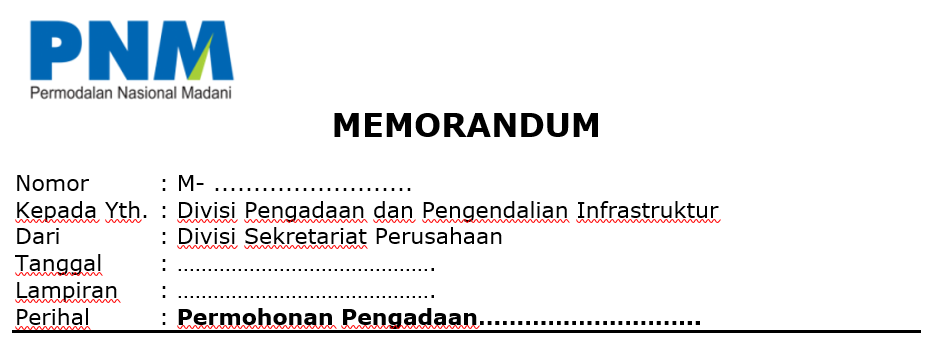 PNM
Permodalan Nasional Madani
MEMORANDUM
Nomor : M- .........................
Kepada Yth. : Divisi Pengadaan dan Pengendalian Infrastruktur
Dari : Divisi Sekretariat Perusahaan
Tanggal : ...........................................
Lampiran : ...........................................
Perihal : Permohonan Pengadaan.............................